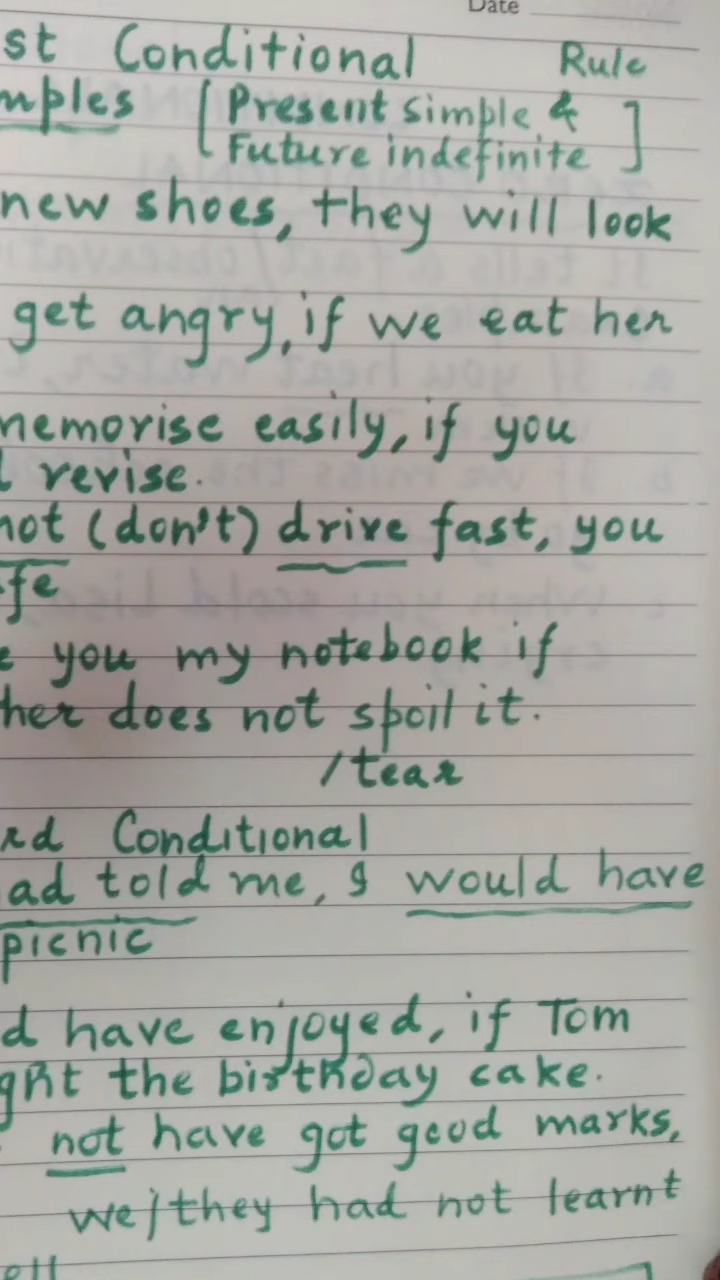 Date
st Conditional Rule
mples [Present simple &
Future indefinite]
new shoes, they will look
get angry, if we eat her
memorise easily, if you
l revise.
not (don't) drive fast, you
fe
e you my notebook if
her does not spoil it.
/tear
rd Conditional
ad told me, I would have
picnic
d have enjoyed, if Tom
ght the birthday cake.
not have got good marks,
we/they had not learnt
ell